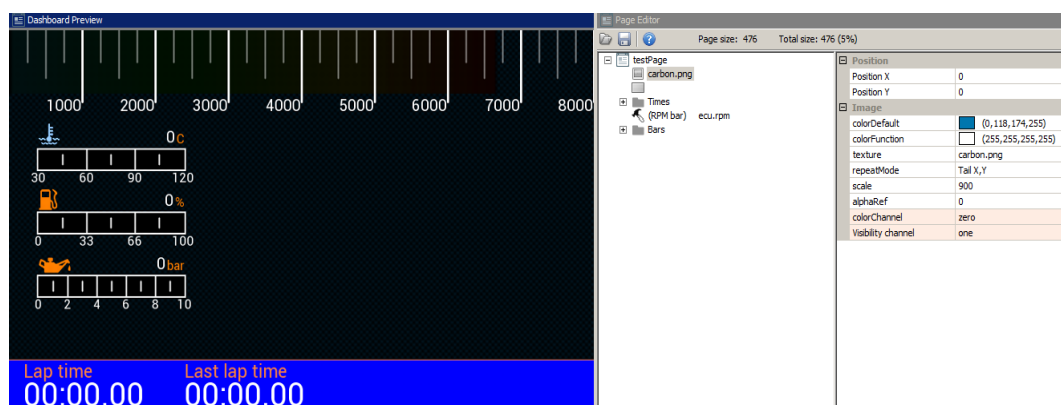 Dashboard Preview
1000 2000 3000 4000 5000 6000 7000 8000
0 c
30 60 90 120
0 %
0 33 66 100
0 bar
0 2 4 6 8 10
Lap time Last lap time
00:00.00 00:00.00
Page Editor
Page size: 476 Total size: 476 (5%)
testPage
carbon.png
Times
(RPM bar) ecu.rpm
Bars
Position
Position X 0
Position Y 0
Image
colorDefault (0,118,174,255)
colorFunction (255,255,255,255)
texture carbon.png
repeatMode Tail X,Y
scale 900
alphaRef 0
colorChannel zero
Visibility channel one